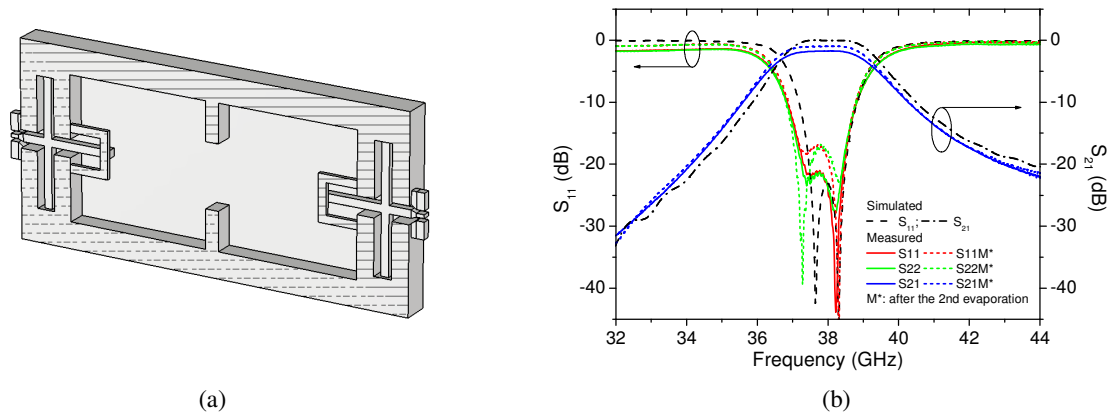 0
-10
-20
-30
-40
S11 (dB)
0
-10
-20
-30
-40
S21 (dB)
Simulated
S11; S21
Measured
S11 S11M*
S22 S22M*
S21 S21M*
M*: after the 2nd evaporation
32 34 36 38 40 42 44
Frequency (GHz)
(a) (b)